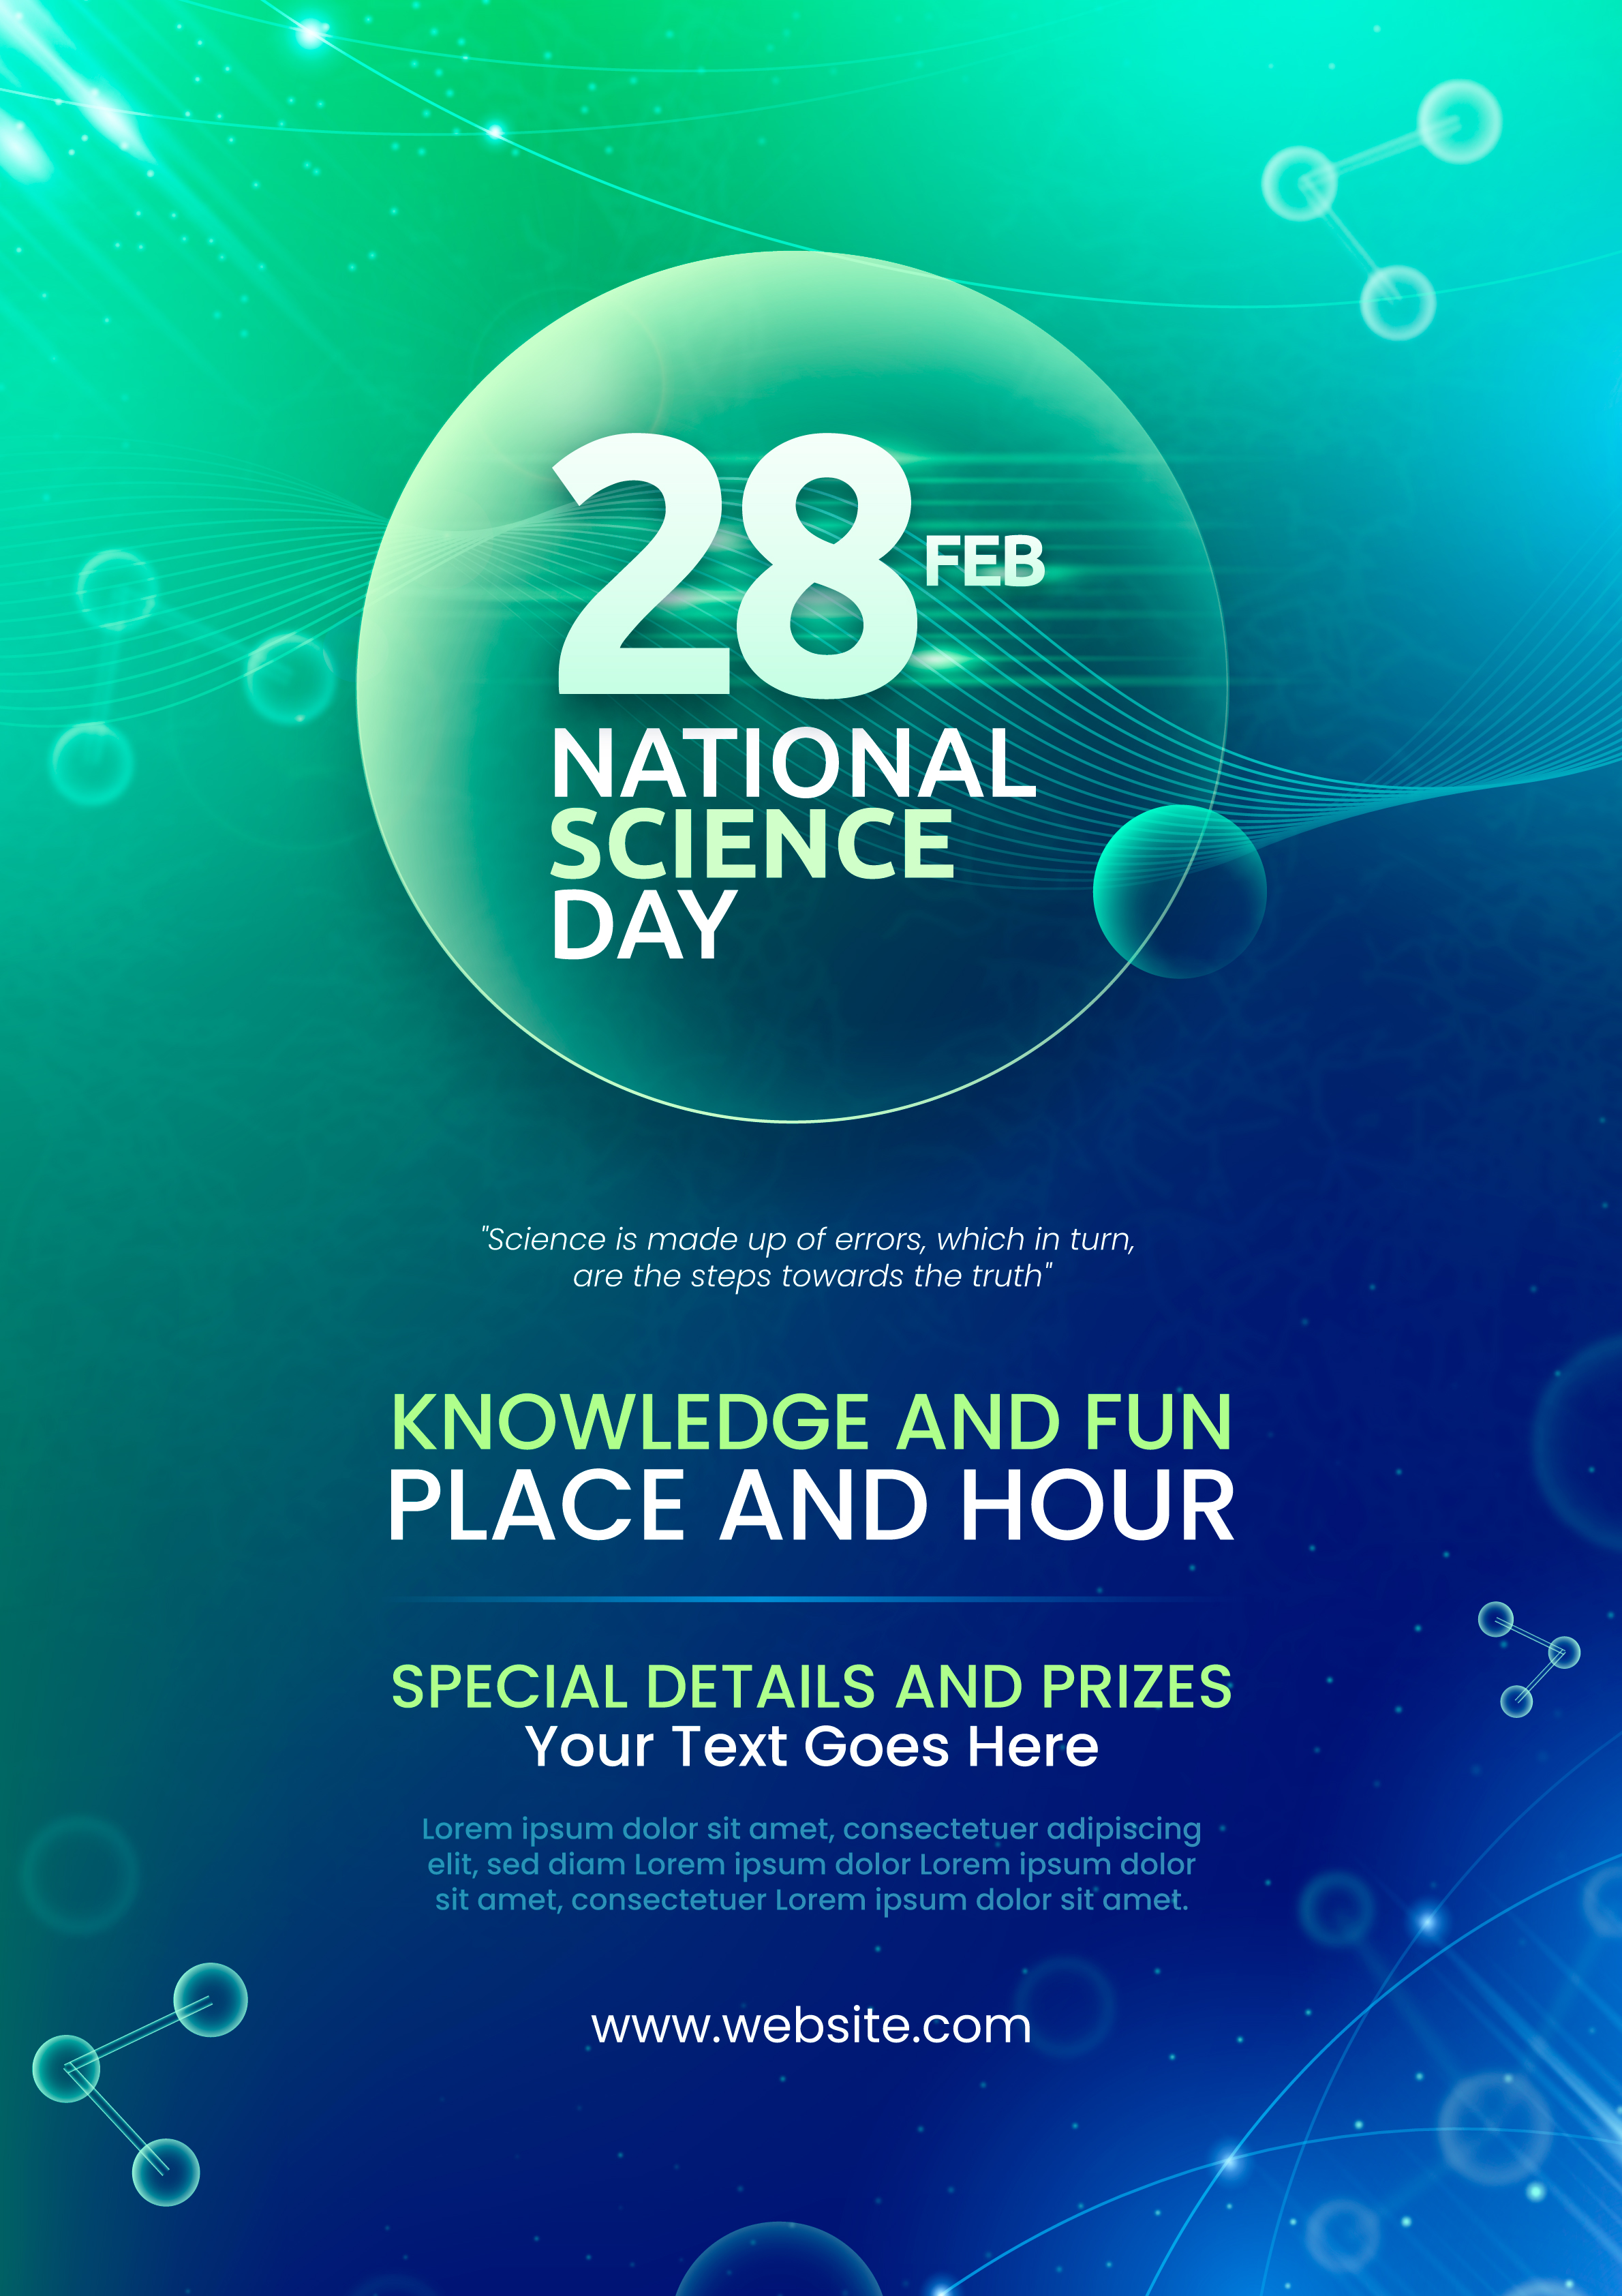 28 FEB
NATIONAL
SCIENCE
DAY
"Science is made up of errors, which in turn,
are the steps towards the truth"
KNOWLEDGE AND FUN
PLACE AND HOUR
SPECIAL DETAILS AND PRIZES
Your Text Goes Here
Lorem ipsum dolor sit amet, consectetuer adipiscing
elit, sed diam Lorem ipsum dolor Lorem ipsum dolor
sit amet, consectetuer Lorem ipsum dolor sit amet.
www.website.com